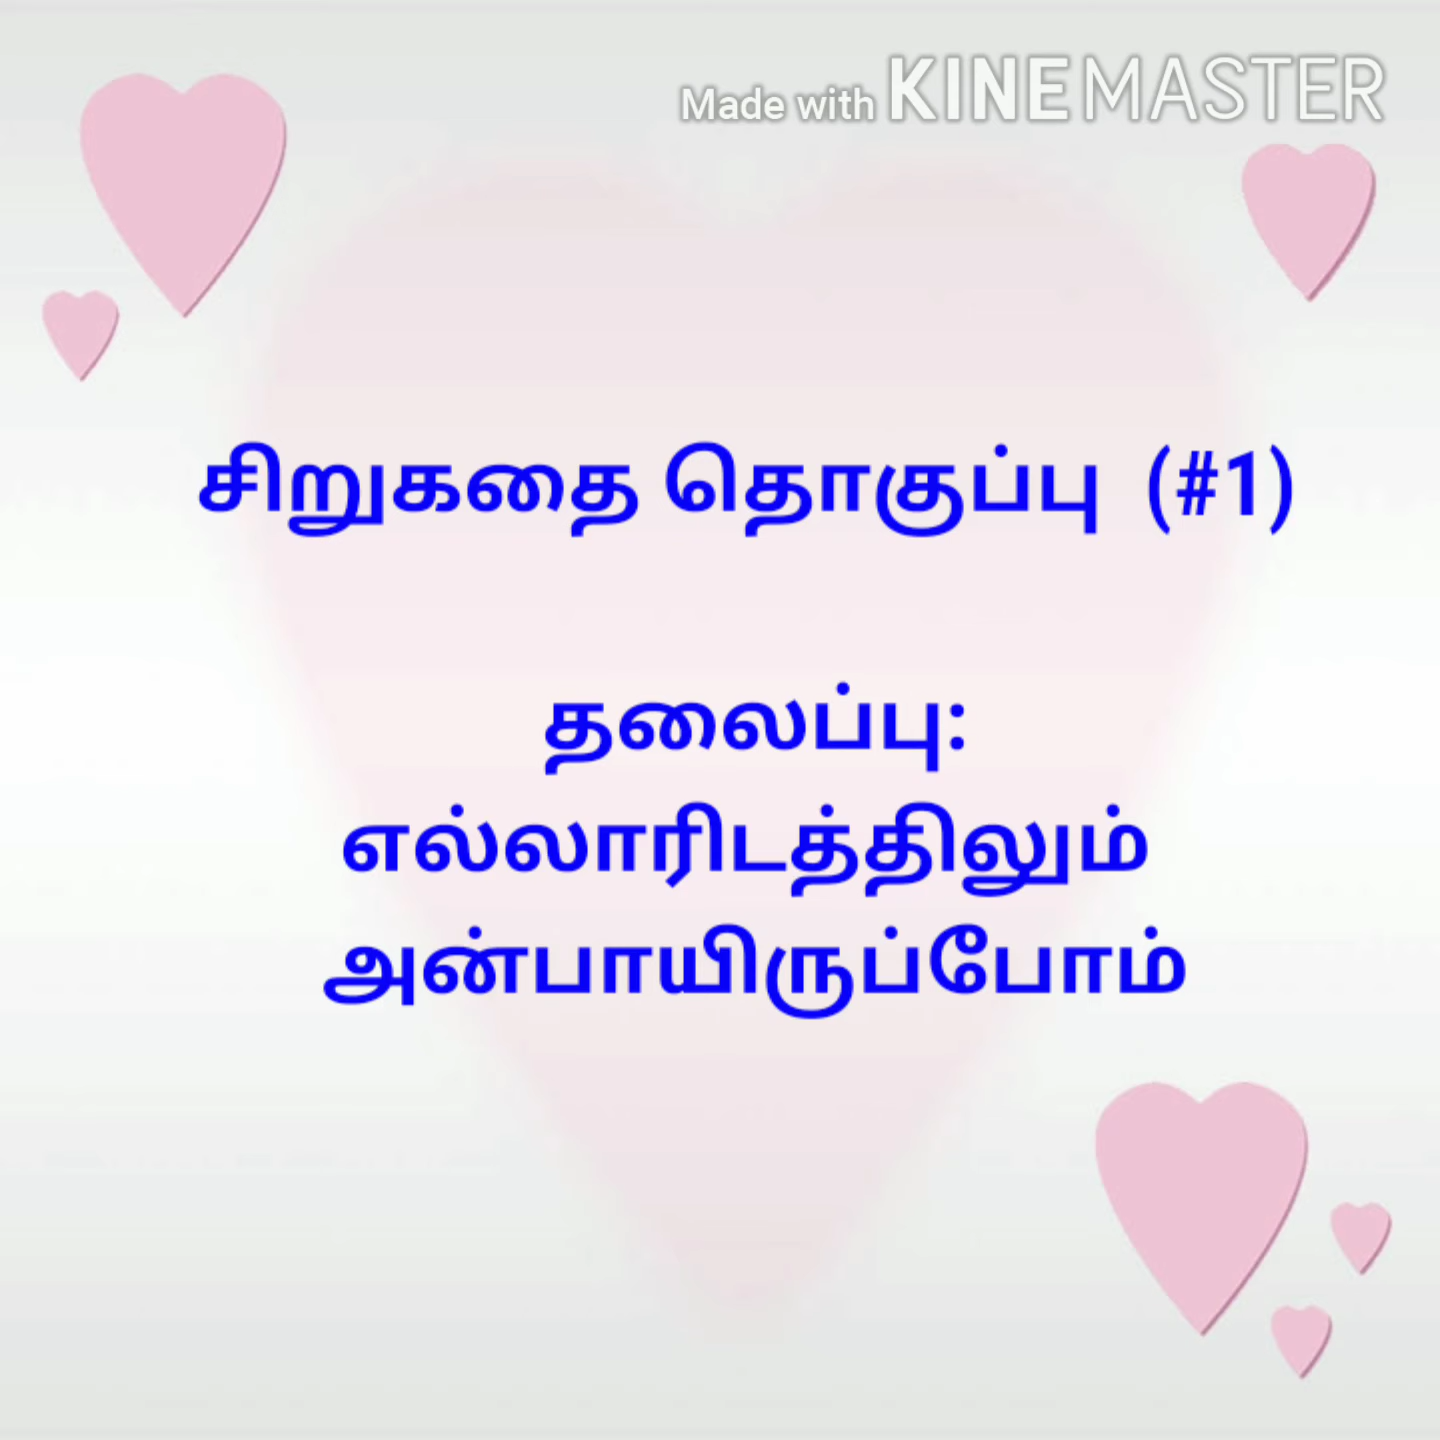 Made with KINEMASTER
சிறுகதை தொகுப்பு (#1)
தலைப்பு:
எல்லாரிடத்திலும்
அன்பாயிருப்போம்